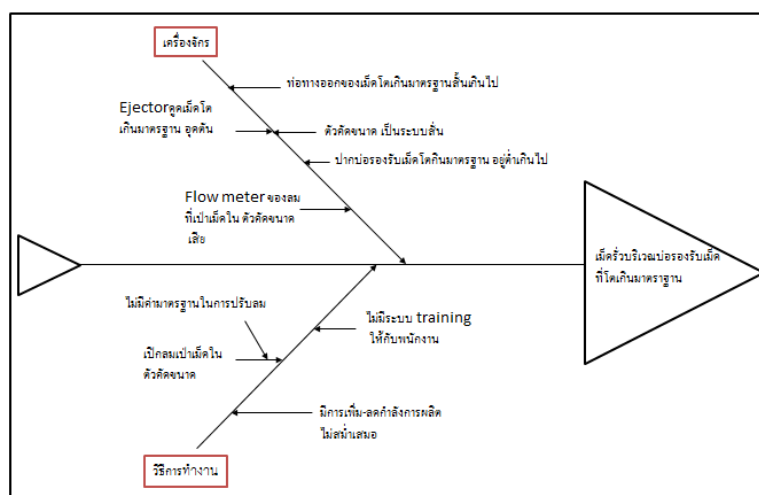 เครื่องจักร
ท่อทางออกของเม็ดโตเกินมาตรฐานสั้นเกินไป
Ejectorดูดเม็ดโต
เกินมาตรฐาน อุดตัน
ตัวคัดขนาด เป็นระบบสั่น
ปากบ่อรองรับเม็ดโตกินมาตรฐาน อยู่ต่ำเกินไป
Flow meter ของลม
ที่เป่าเม็ดใน ตัวคัดขนาด
เสีย
เม็ดรั่วบริเวณบ่อรองรับเม็ด
ที่โตเกินมาตราฐาน
ไม่มีค่ามาตรฐานในการปรับลม
ไม่มีระบบ training
ให้กับพนักงาน
เปิดลมเป่าเม็ดใน
ตัวคัดขนาด
มีการเพิ่ม-ลดกำลังการผลิต
ไม่สม่ำเสมอ
วิธีการทำงาน